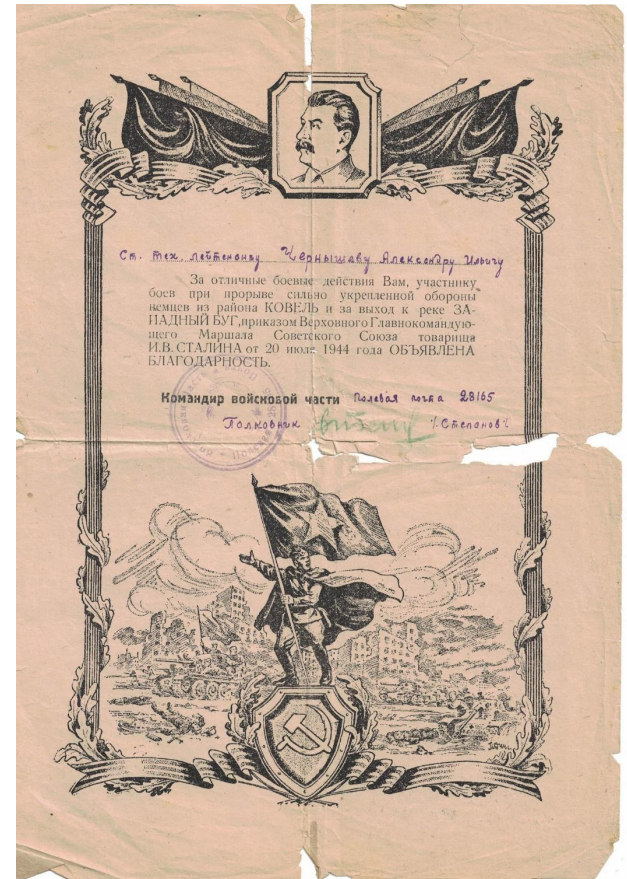 Ст. тех. лейтенанту Чернышаву Александру Ильичу
За отличные боевые действия Вам, участнику
боев при прорыве сильно укрепленной обороны
немцев из района КОВЕЛЬ и за выход к реке ЗА-
ПАДНЫЙ БУГ, приказом Верховного Главнокомандую-
щего Маршала Советского Союза товарища
И.В. СТАЛИНА от 20 июля 1944 года ОБЪЯВЛЕНА
БЛАГОДАРНОСТЬ.
Командир войсковой части Полевая почта 28165
Полковник /Степанов/